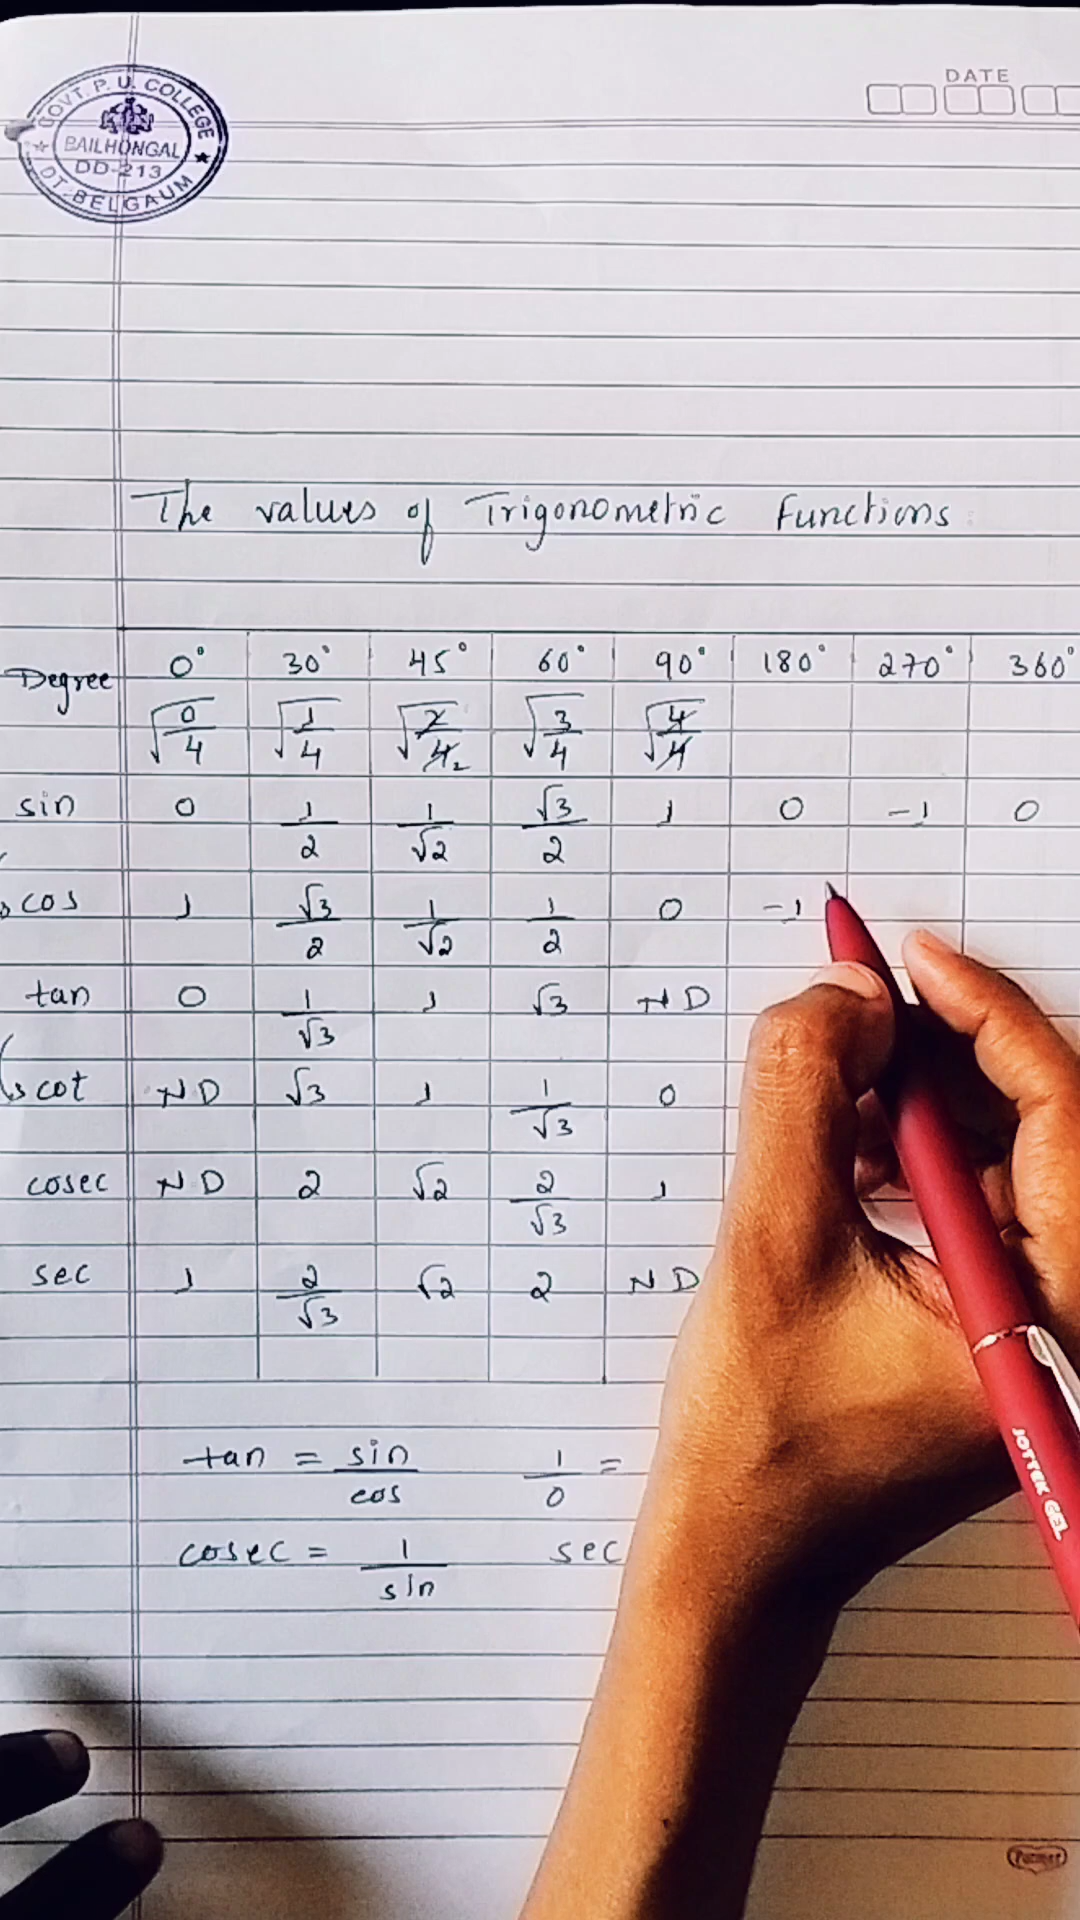 GOVT. P. U. COLLEGE
BAILHONGAL
DD-213
DT. BELGAUM
DATE
The values of Trigonometric Functions
Degree 0° 30° 45° 60° 90° 180° 270° 360°
√(0/4) √(1/4) √(2/4) 2 √(3/4) √(4/4)
sin 0 1/2 1/√2 √3/2 1 0 -1 0
cos 1 √3/2 1/√2 1/2 0 -1
tan 0 1/√3 1 √3 ND
cot ND √3 1 1/√3 0
cosec ND 2 √2 2/√3 1
sec 1 2/√3 √2 2 ND
tan = sin/cos 1/0 =
cosec = 1/sin sec
JOTTEK GEL